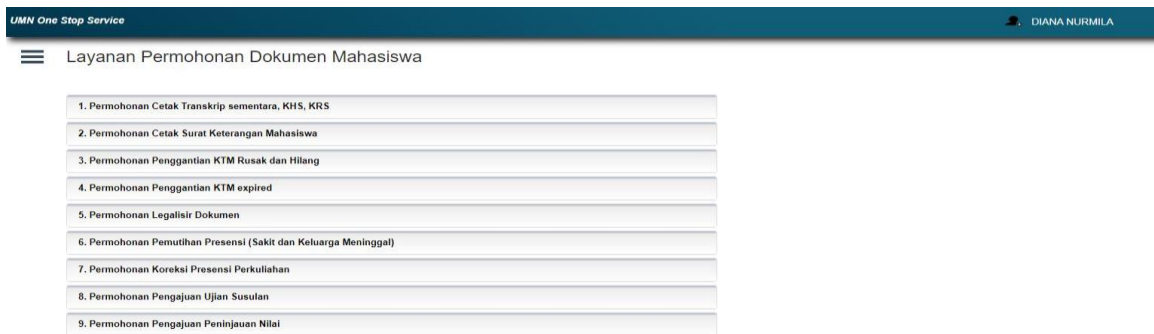 UMN One Stop Service
DIANA NURMILA
Layanan Permohonan Dokumen Mahasiswa
1. Permohonan Cetak Transkrip sementara, KHS, KRS
2. Permohonan Cetak Surat Keterangan Mahasiswa
3. Permohonan Penggantian KTM Rusak dan Hilang
4. Permohonan Penggantian KTM expired
5. Permohonan Legalisir Dokumen
6. Permohonan Pemutihan Presensi (Sakit dan Keluarga Meninggal)
7. Permohonan Koreksi Presensi Perkuliahan
8. Permohonan Pengajuan Ujian Susulan
9. Permohonan Pengajuan Peninjauan Nilai